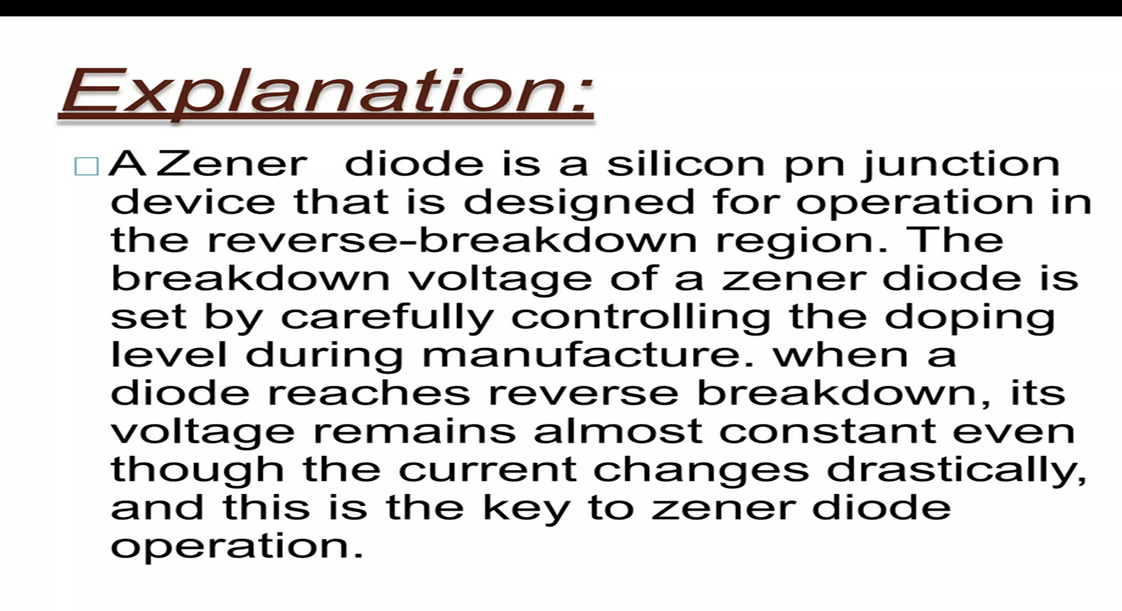 Explanation:
A Zener diode is a silicon pn junction
device that is designed for operation in
the reverse-breakdown region. The
breakdown voltage of a zener diode is
set by carefully controlling the doping
level during manufacture. when a
diode reaches reverse breakdown, its
voltage remains almost constant even
though the current changes drastically,
and this is the key to zener diode
operation.